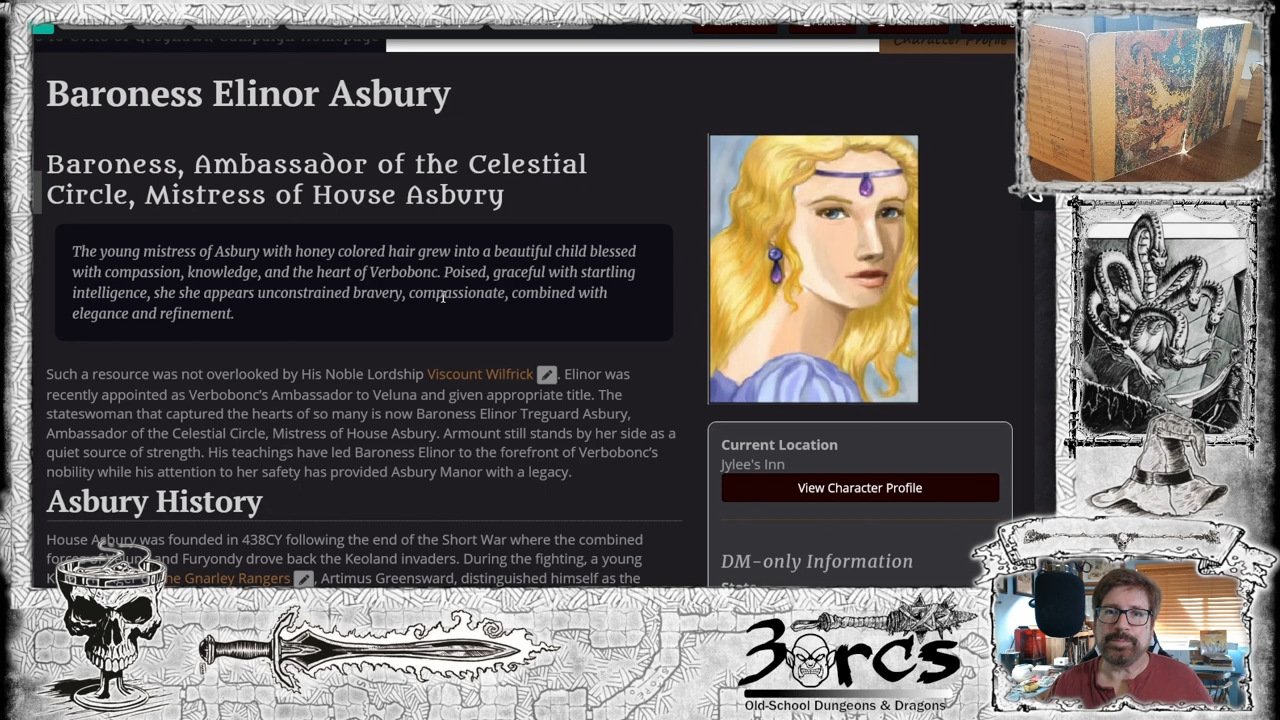 Character Profile
Baroness Elinor Asbury
Baroness, Ambassador of the Celestial
Circle, Mistress of House Asbury
The young mistress of Asbury with honey colored hair grew into a beautiful child blessed
with compassion, knowledge, and the heart of Verbobonc. Poised, graceful with startling
intelligence, she she appears unconstrained bravery, compassionate, combined with
elegance and refinement.
Such a resource was not overlooked by His Noble Lordship Viscount Wilfrick . Elinor was
recently appointed as Verbobonc's Ambassador to Veluna and given appropriate title. The
stateswoman that captured the hearts of so many is now Baroness Elinor Treguard Asbury,
Ambassador of the Celestial Circle, Mistress of House Asbury. Armount still stands by her side as a
quiet source of strength. His teachings have led Baroness Elinor to the forefront of Verbobonc's
nobility while his attention to her safety has provided Asbury Manor with a legacy.
Asbury History
House Asbury was founded in 438CY following the end of the Short War where the combined
and Furyondy drove back the Keoland invaders. During the fighting, a young
Gnarley Rangers , Artimus Greensward, distinguished himself as the
Current Location
Jylee's Inn
View Character Profile
DM-only Information
State
3 orcs
Old-School Dungeons & Dragons